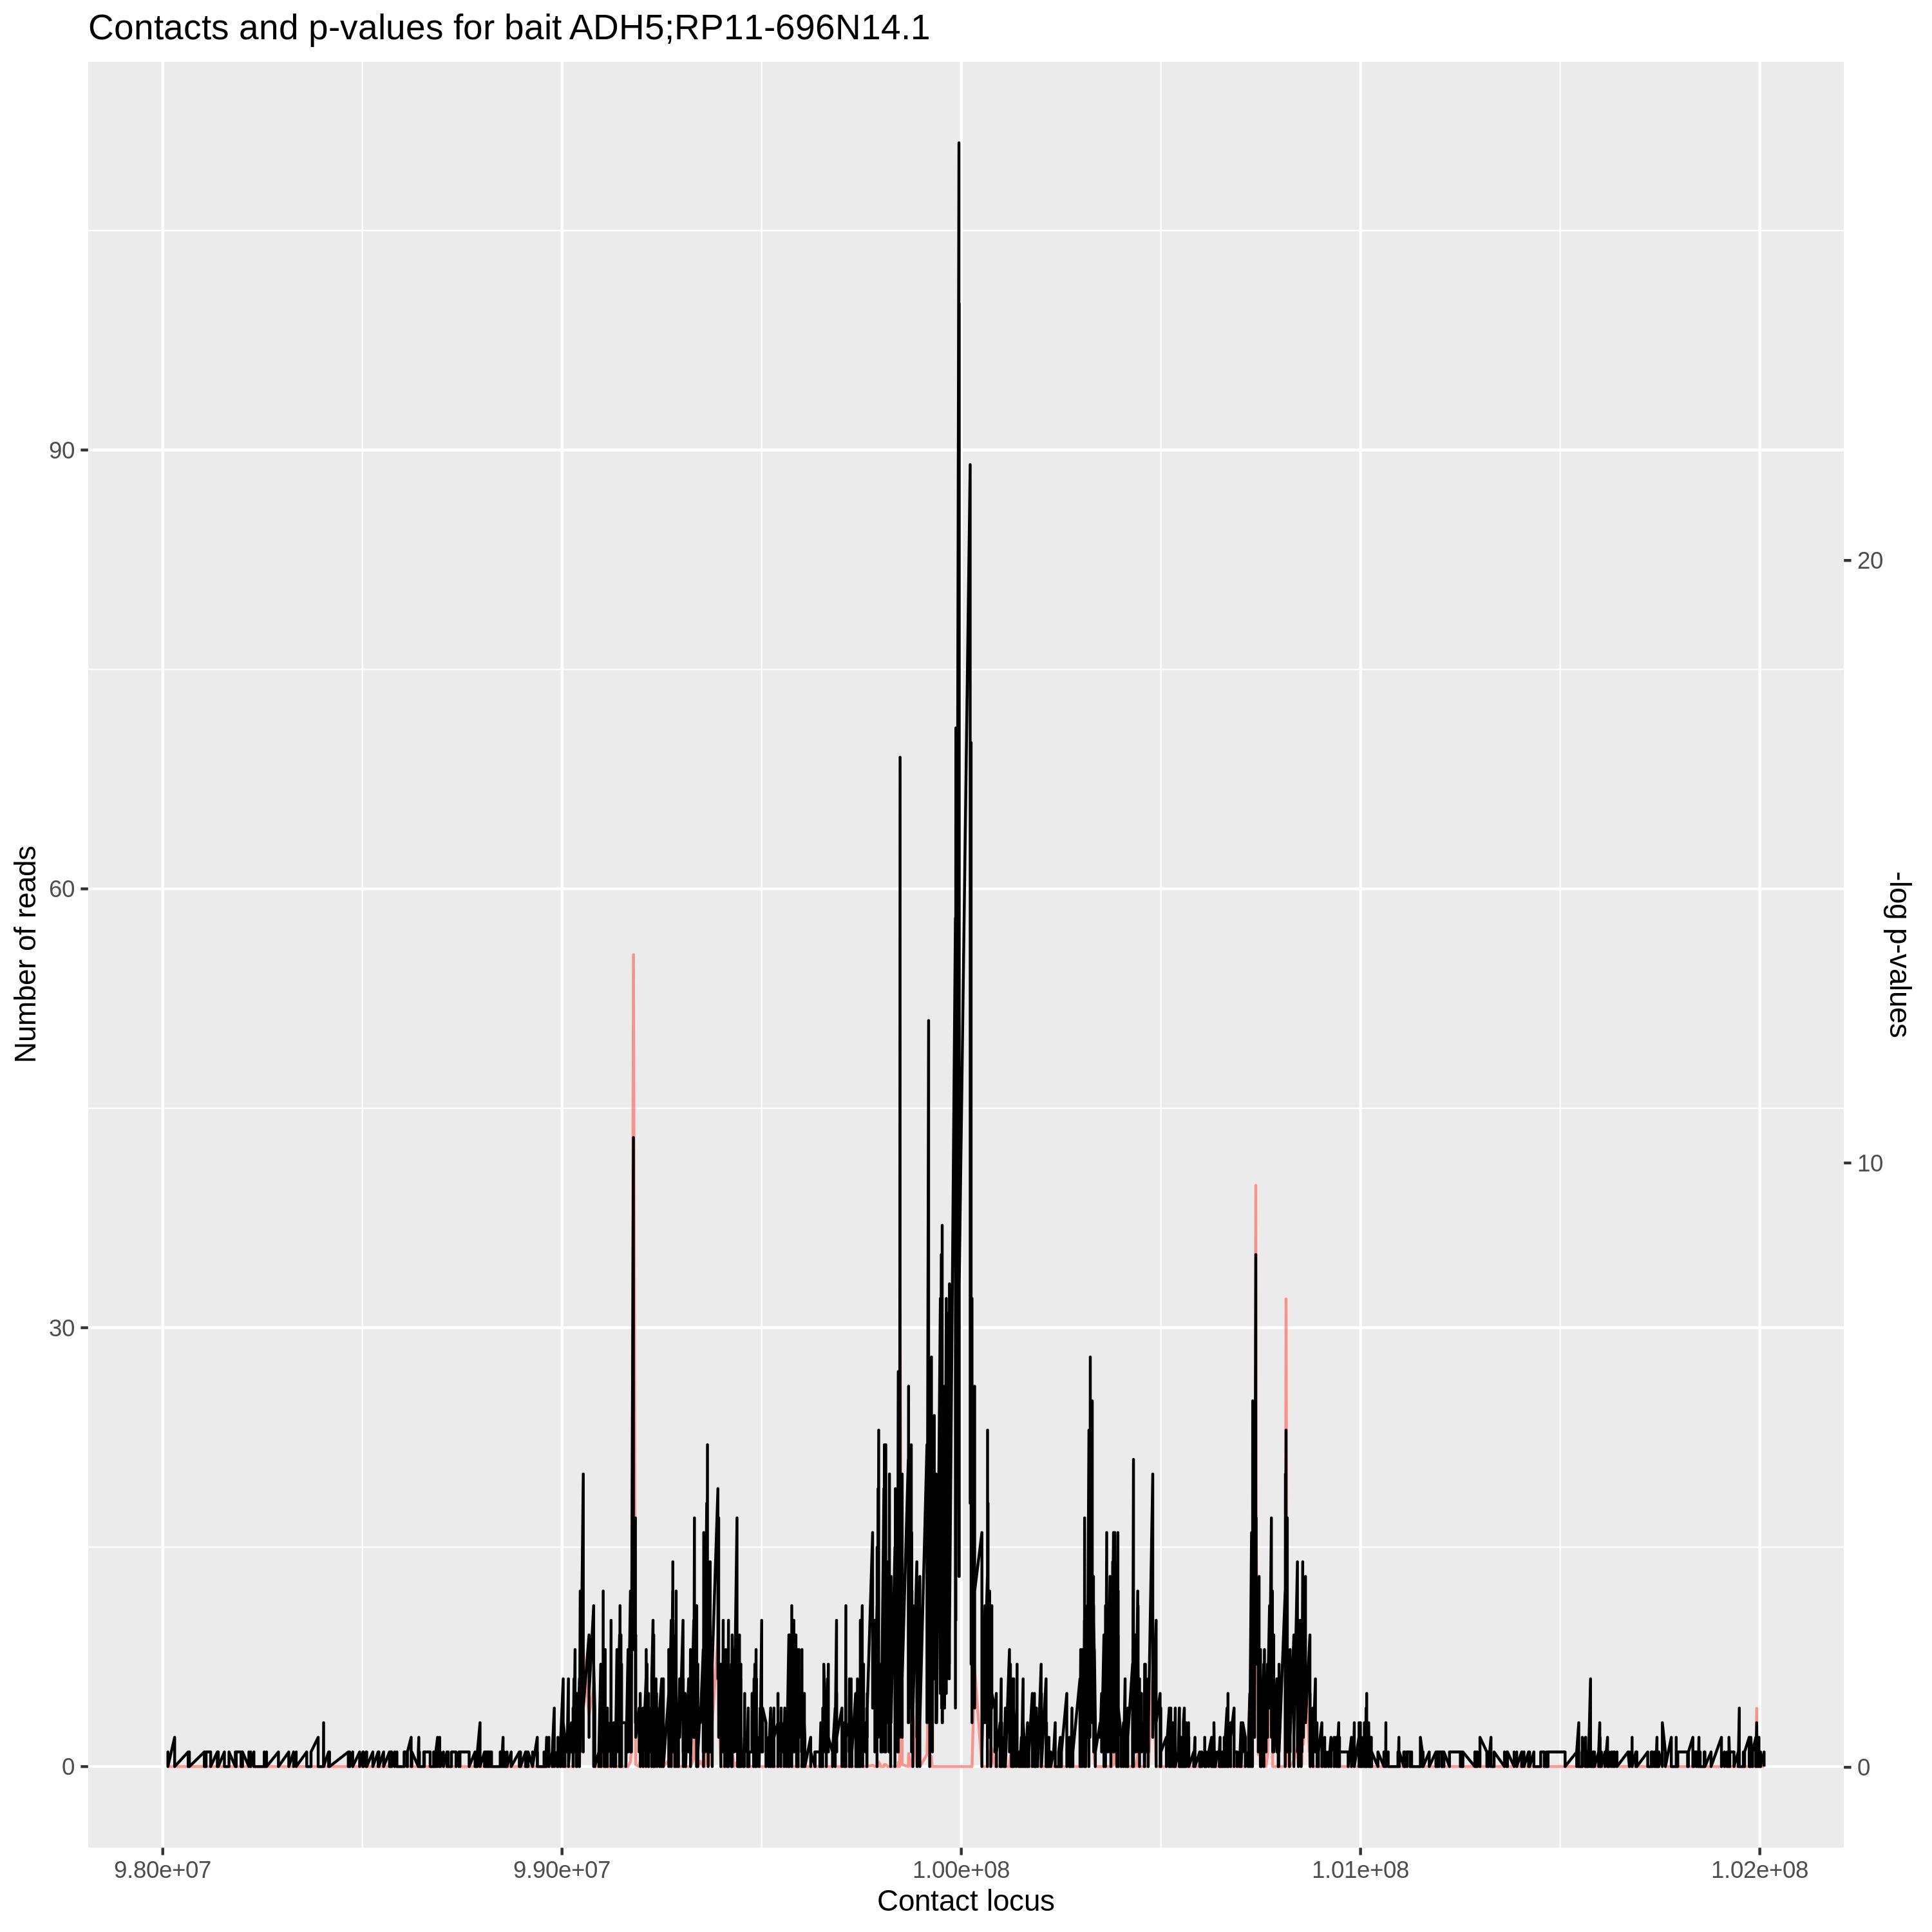 Contacts and p-values for bait ADH5;RP11-696N14.1
90
60
30
0
Number of reads
20
10
0
-log p-values
9.80e+07 9.90e+07 1.00e+08 1.01e+08 1.02e+08
Contact locus